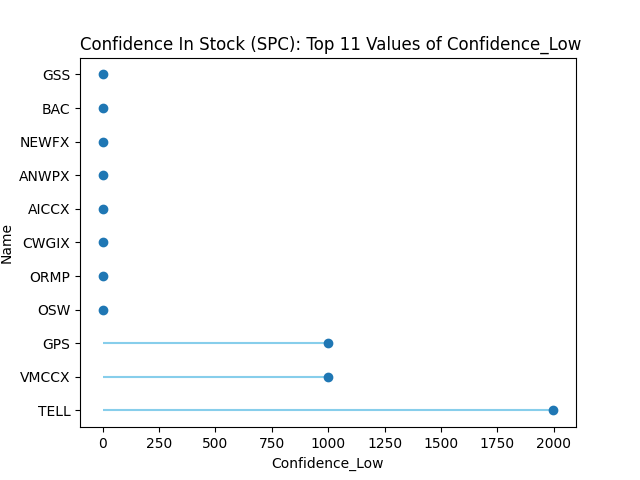 Confidence In Stock (SPC): Top 11 Values of Confidence_Low
GSS
BAC
NEWFX
ANWPX
AICCX
CWGIX
ORMP
OSW
GPS
VMCCX
TELL
Name
0 250 500 750 1000 1250 1500 1750 2000
Confidence_Low